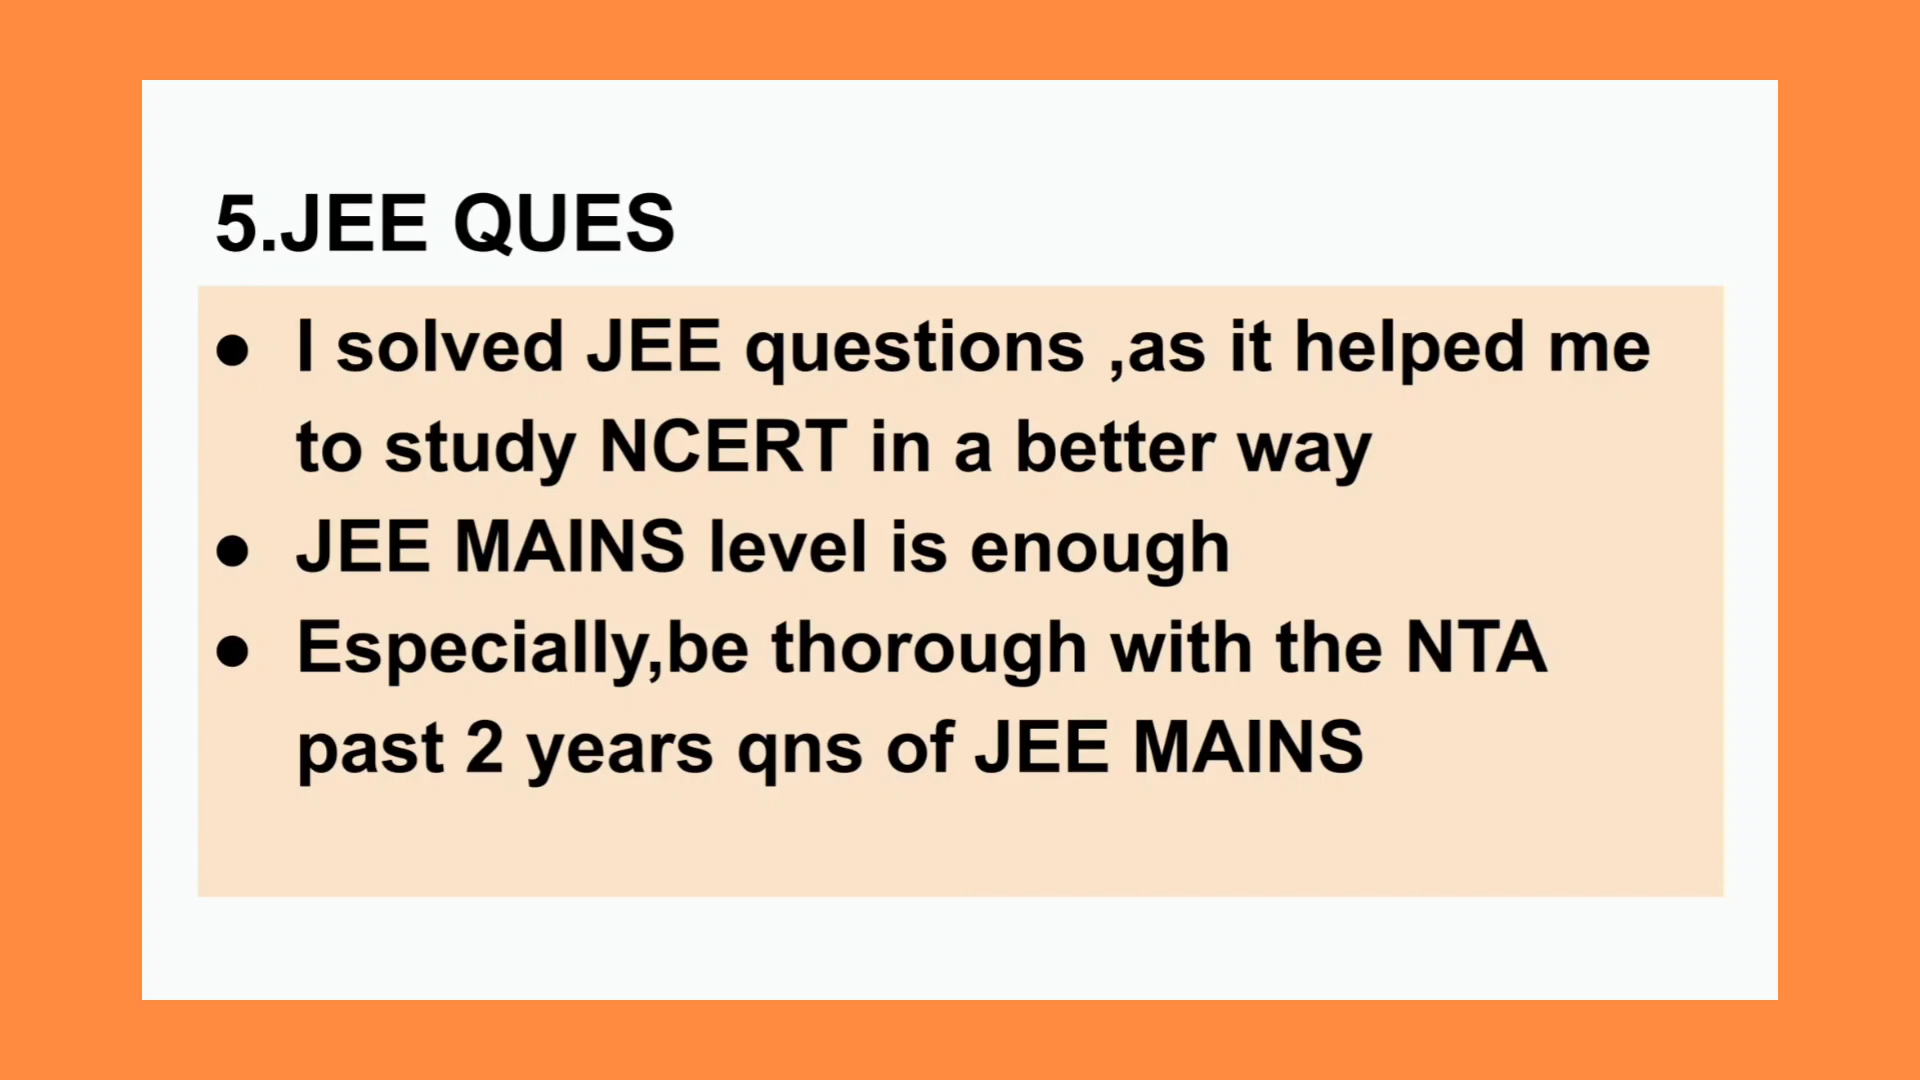 5.JEE QUES
● I solved JEE questions ,as it helped me
to study NCERT in a better way
● JEE MAINS level is enough
● Especially,be thorough with the NTA
past 2 years qns of JEE MAINS